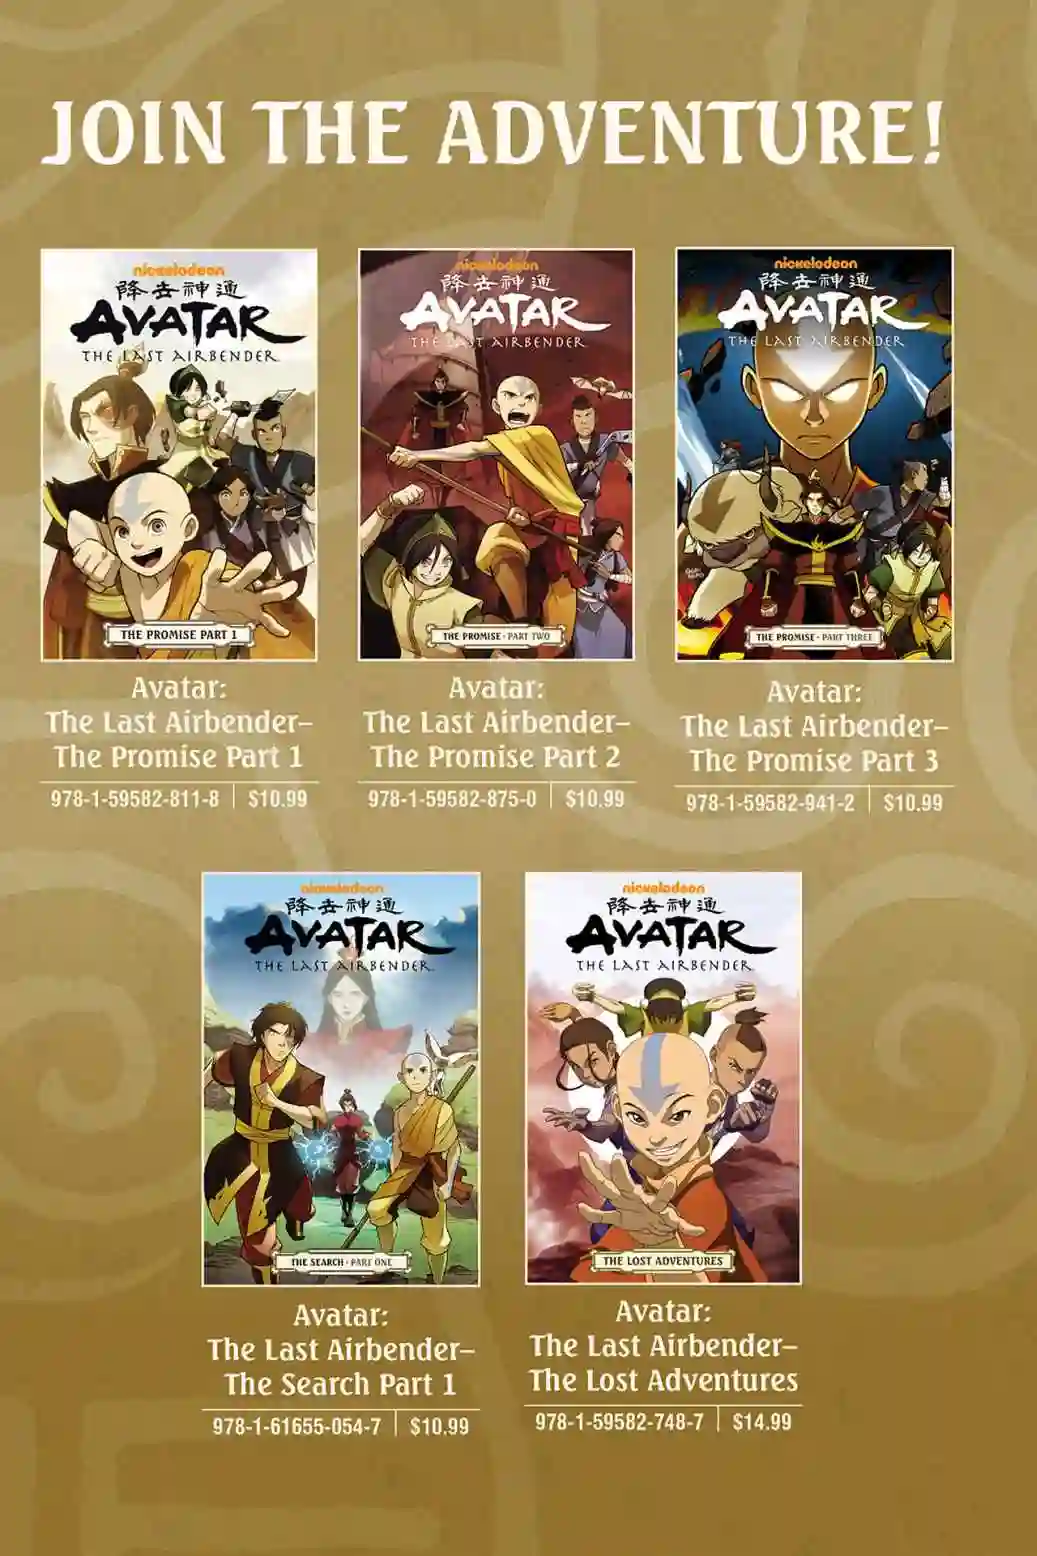 JOIN THE ADVENTURE!
nickelodeon
降世神通
AVATAR
THE LAST AIRBENDER
THE PROMISE PART 1
Avatar:
The Last Airbender–
The Promise Part 1
978-1-59582-811-8 | $10.99
nickelodeon
降世神通
AVATAR
THE LAST AIRBENDER
THE PROMISE · PART TWO
Avatar:
The Last Airbender–
The Promise Part 2
978-1-59582-875-0 | $10.99
nickelodeon
降世神通
AVATAR
THE LAST AIRBENDER
THE PROMISE · PART THREE
Avatar:
The Last Airbender–
The Promise Part 3
978-1-59582-941-2 | $10.99
nickelodeon
降世神通
AVATAR
THE LAST AIRBENDER
THE SEARCH · PART ONE
Avatar:
The Last Airbender–
The Search Part 1
978-1-61655-054-7 | $10.99
nickelodeon
降世神通
AVATAR
THE LAST AIRBENDER
THE LOST ADVENTURES
Avatar:
The Last Airbender–
The Lost Adventures
978-1-59582-748-7 | $14.99